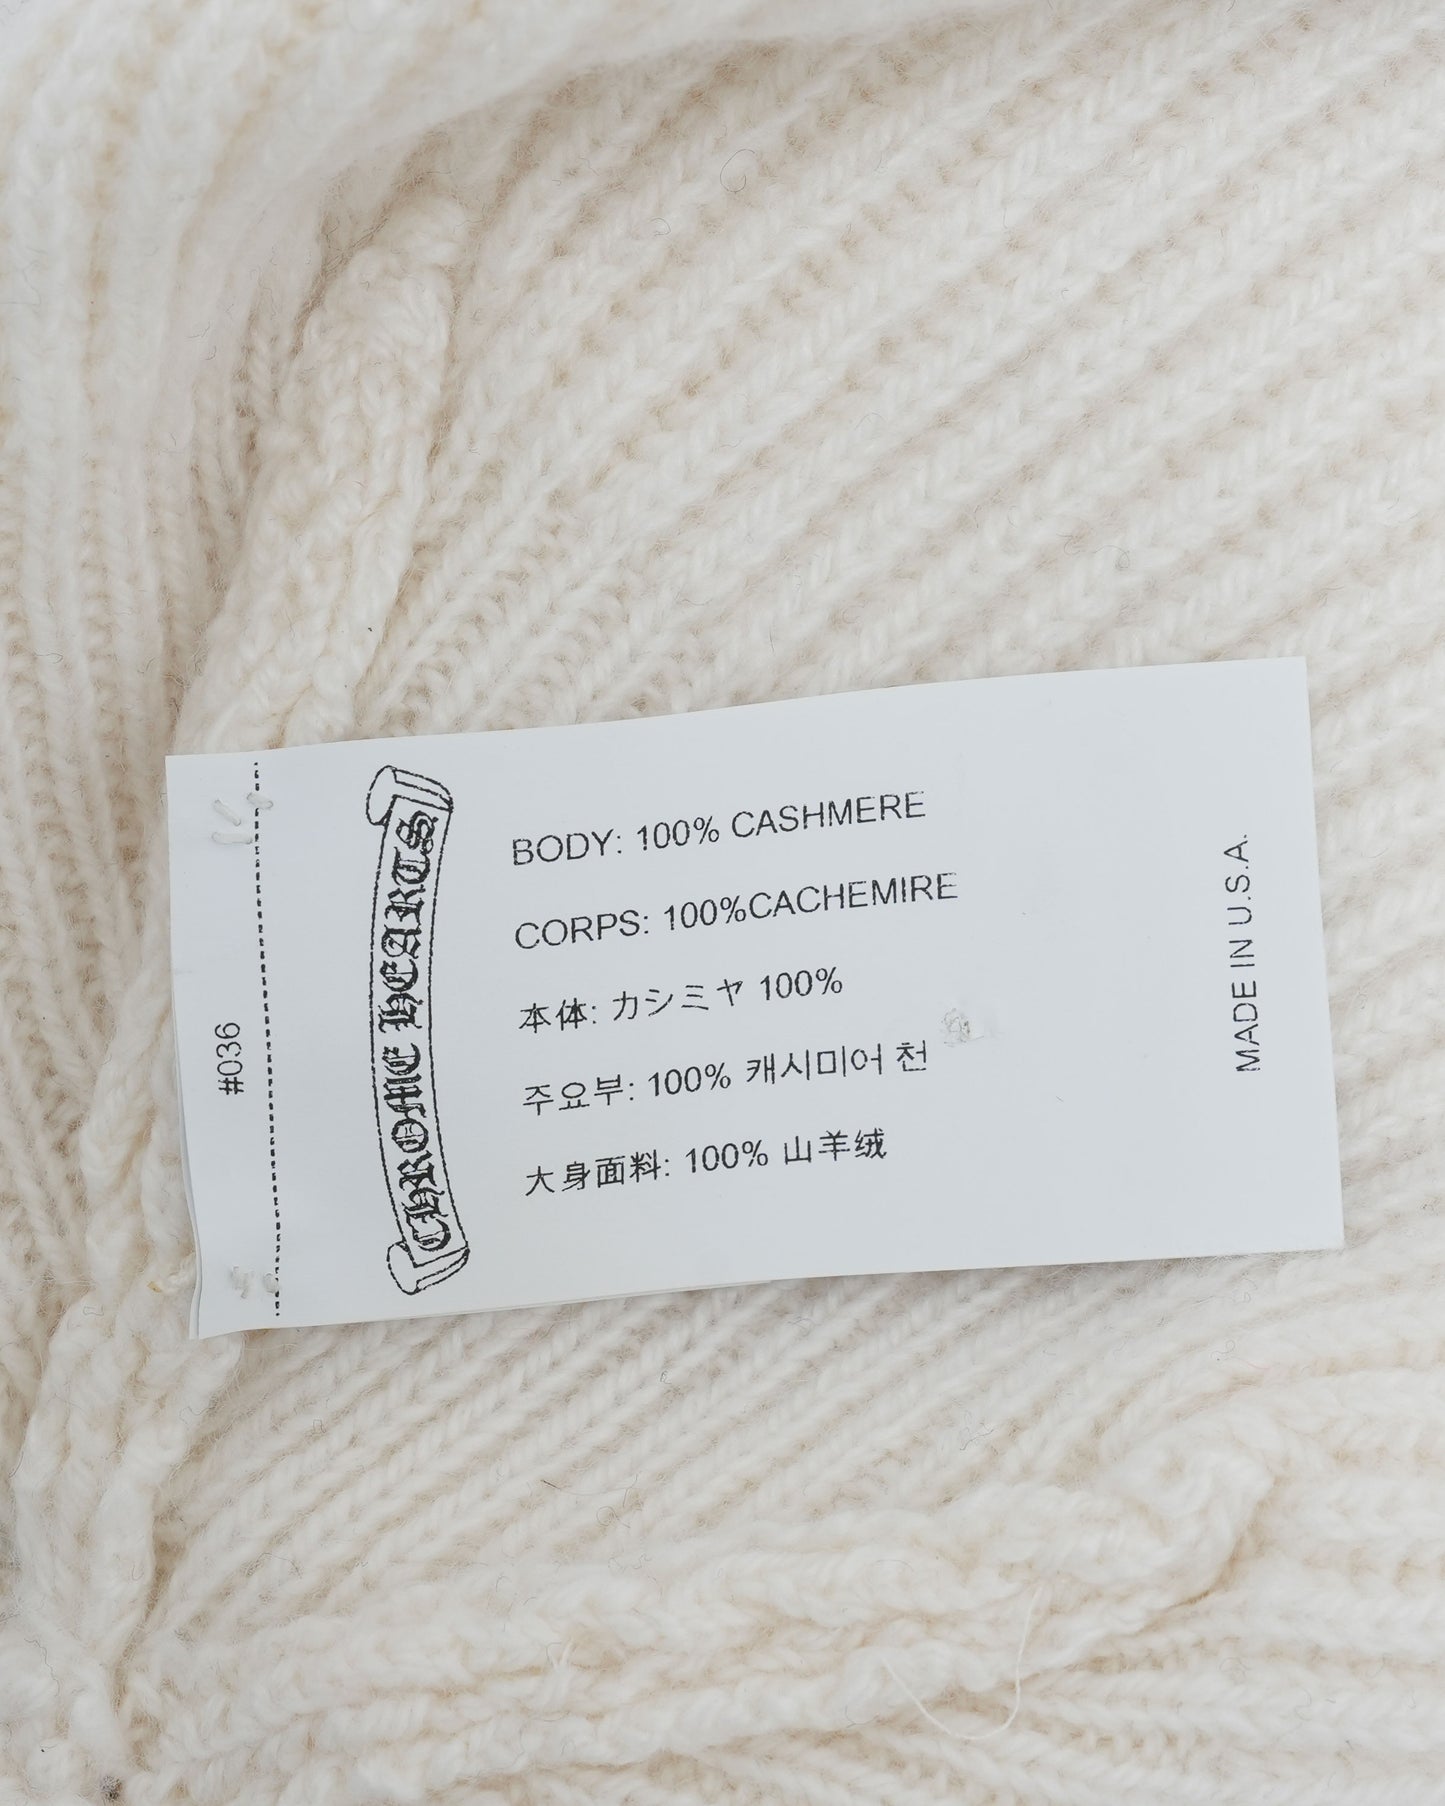 #036
CHROME HEARTS
BODY: 100% CASHMERE
CORPS: 100%CACHEMIRE
本体: カシミヤ 100%
주요부: 100% 캐시미어 천
大身面料: 100% 山羊绒
MADE IN U.S.A.